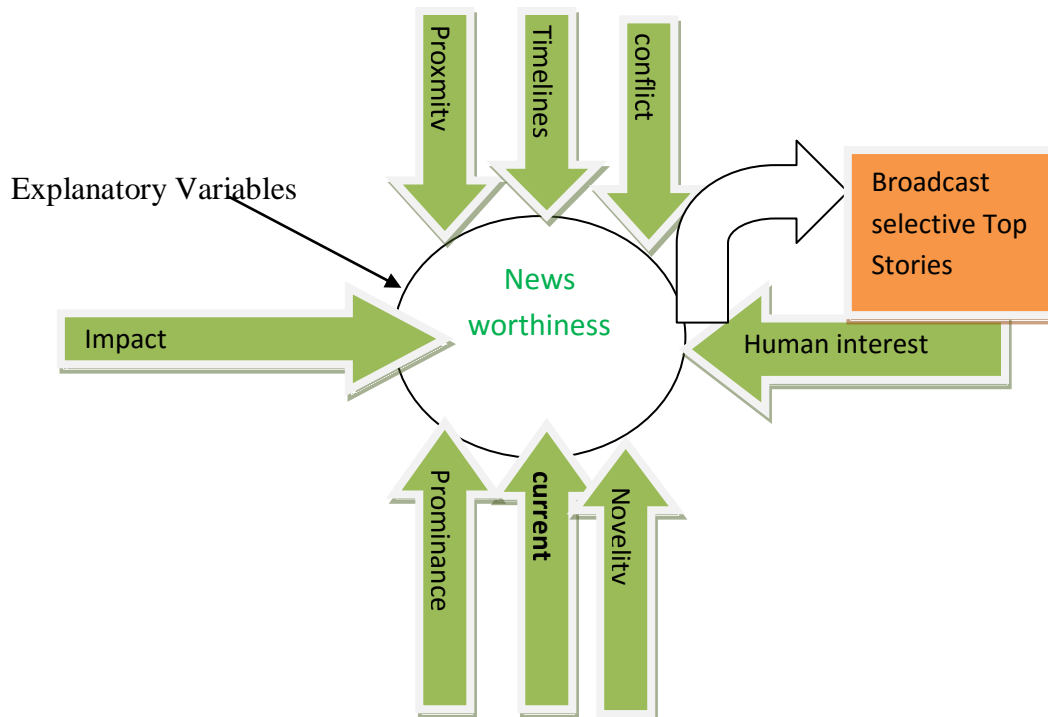 Proxmity
Timelines
conflict
Explanatory Variables
Broadcast
selective Top
Stories
News
worthiness
Impact
Human interest
Prominance
current
Novelity